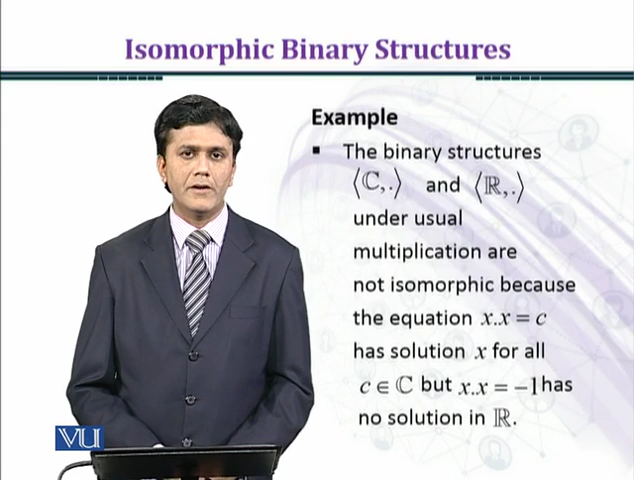 Isomorphic Binary Structures
Example
▪ The binary structures
⟨ℂ,.⟩ and ⟨ℝ,.⟩
under usual
multiplication are
not isomorphic because
the equation x.x = c
has solution x for all
c ∈ ℂ but x.x = −1 has
no solution in ℝ.
VU